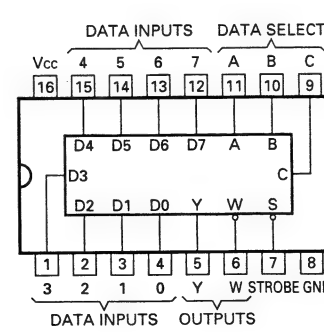 DATA INPUTS DATA SELECT
Vcc 4 5 6 7 A B C
16 15 14 13 12 11 10 9
D4 D5 D6 D7 A B
D3 C
D2 D1 D0 Y W S
1 2 3 4 5 6 7 8
3 2 1 0 Y W STROBE GND
DATA INPUTS OUTPUTS